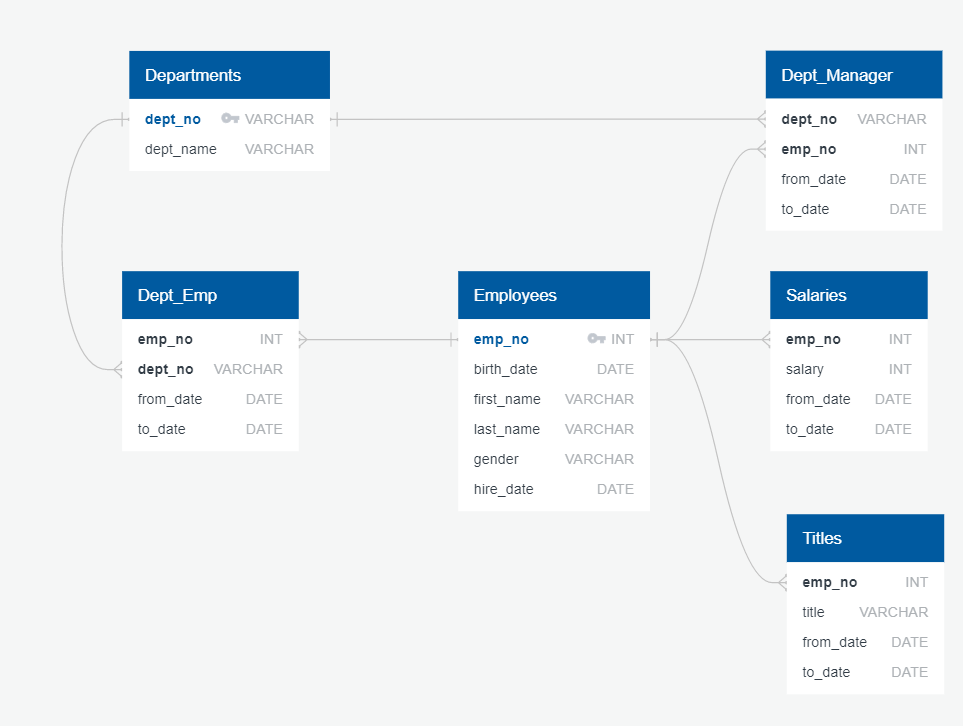 Departments
dept_no VARCHAR
dept_name VARCHAR
Dept_Manager
dept_no VARCHAR
emp_no INT
from_date DATE
to_date DATE
Dept_Emp
emp_no INT
dept_no VARCHAR
from_date DATE
to_date DATE
Employees
emp_no INT
birth_date DATE
first_name VARCHAR
last_name VARCHAR
gender VARCHAR
hire_date DATE
Salaries
emp_no INT
salary INT
from_date DATE
to_date DATE
Titles
emp_no INT
title VARCHAR
from_date DATE
to_date DATE